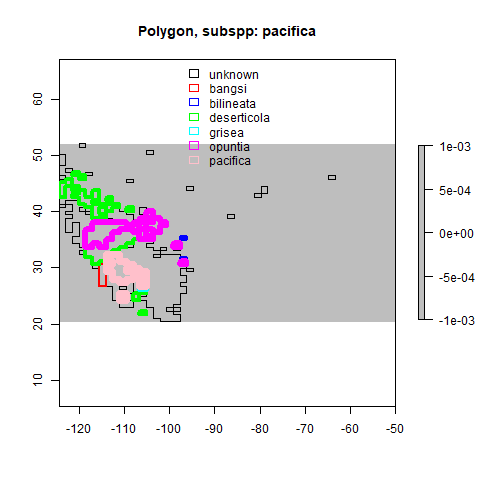 Polygon, subspp: pacifica
unknown
bangsi
bilineata
deserticola
grisea
opuntia
pacifica
60
50
40
30
20
10
-120 -110 -100 -90 -80 -70 -60 -50
1e-03
5e-04
0e+00
-5e-04
-1e-03